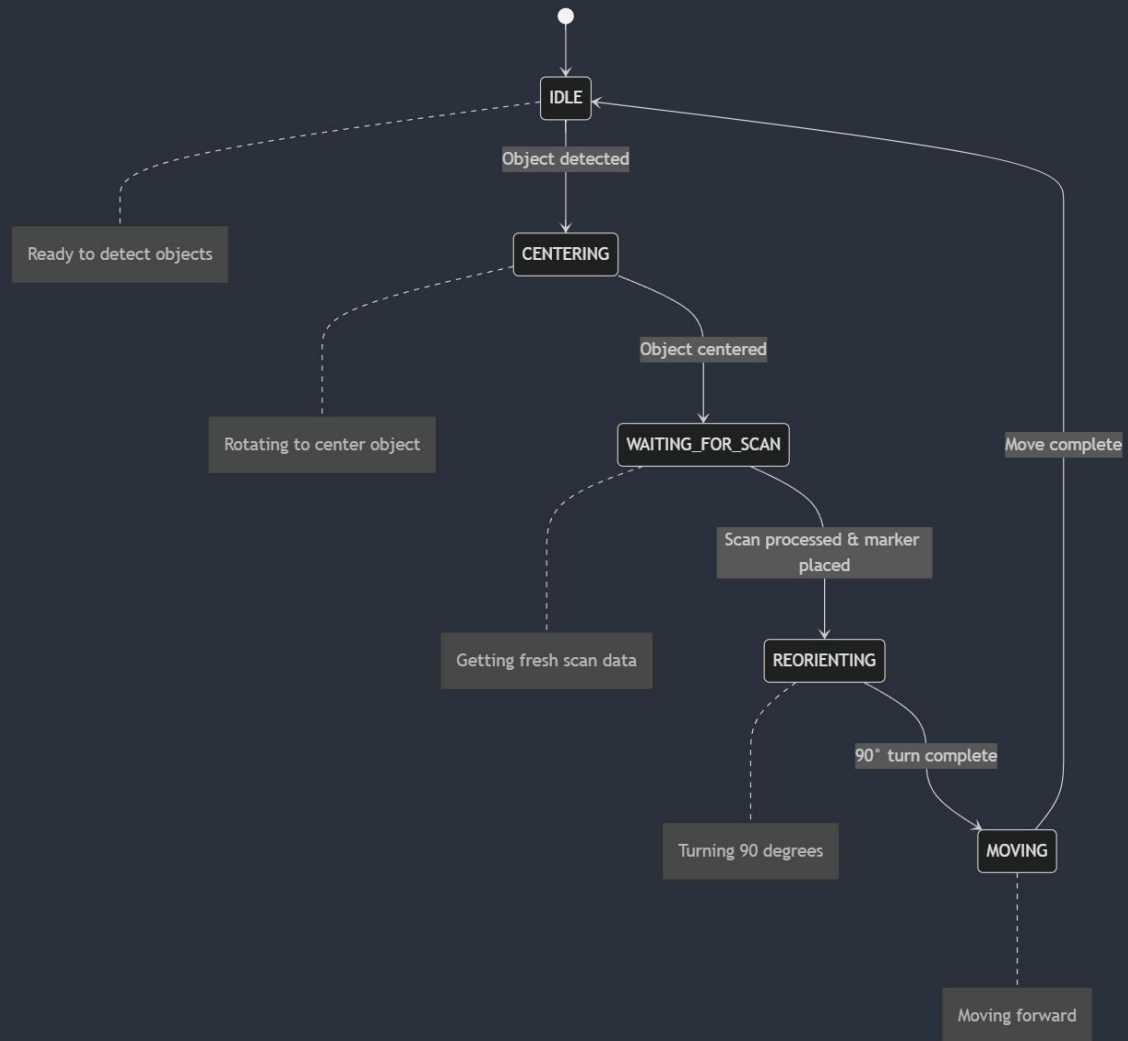 IDLE
Object detected
Ready to detect objects
CENTERING
Object centered
Rotating to center object
WAITING_FOR_SCAN
Move complete
Scan processed & marker
placed
Getting fresh scan data
REORIENTING
90° turn complete
Turning 90 degrees
MOVING
Moving forward